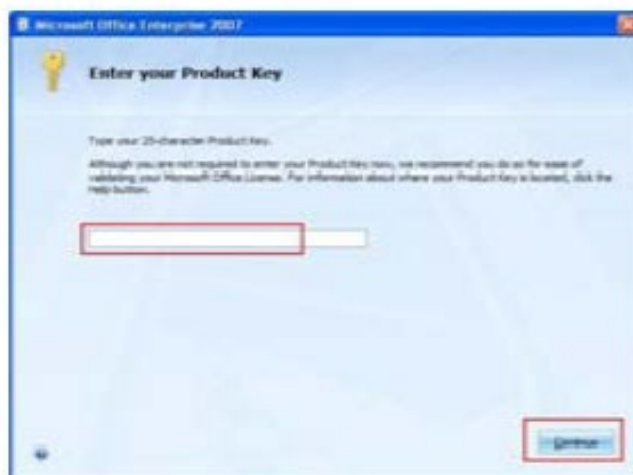 Microsoft Office Enterprise 2007
Enter your Product Key
Type your 25-character Product Key.
Although you are not required to enter your Product Key now, we recommend you do so for ease of
validating your Microsoft Office License. For information about where your Product Key is located, click the
Help button.
Continue